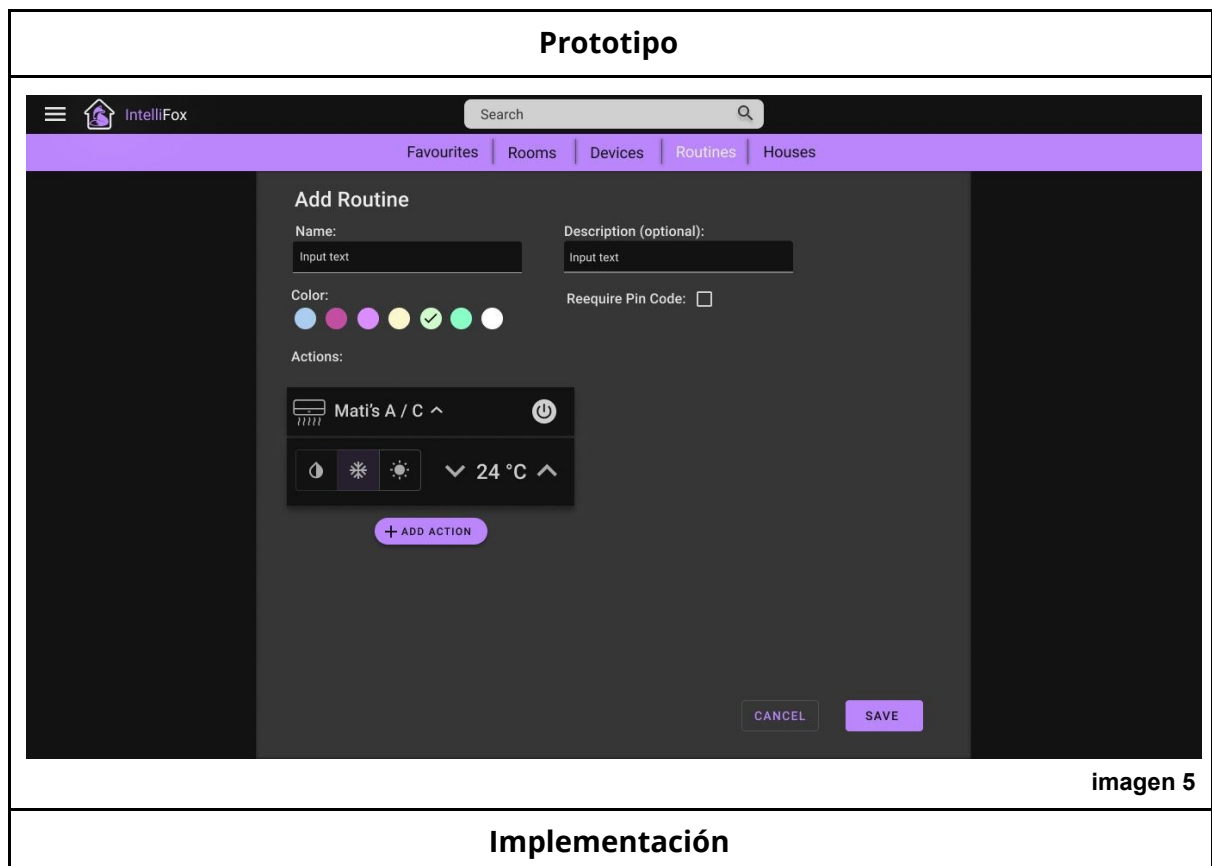 Prototipo
IntelliFox
Search
Favourites Rooms Devices Routines Houses
Add Routine
Name: Description (optional):
Input text Input text
Color: Reequire Pin Code:
Actions:
Mati's A / C
24 °C
+ ADD ACTION
CANCEL SAVE
imagen 5
Implementación